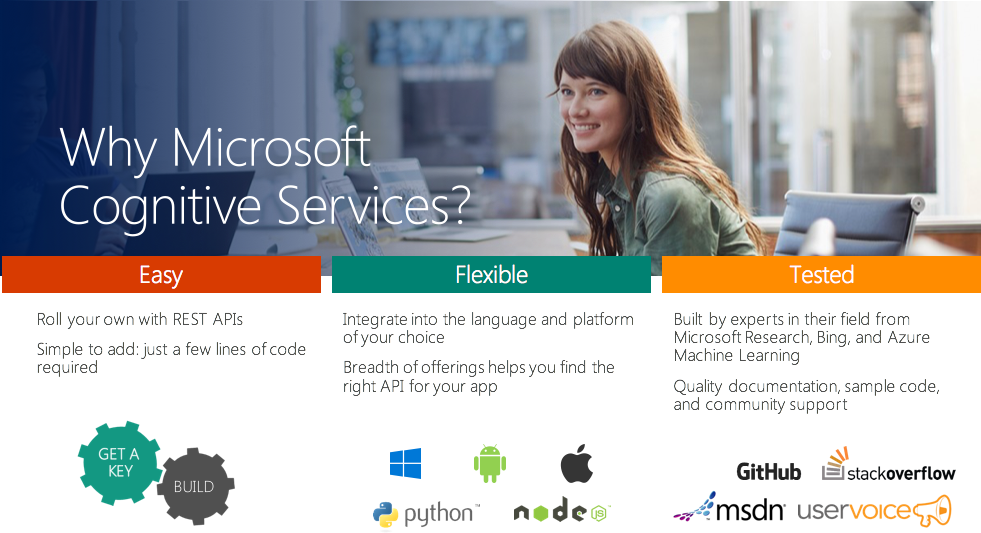 Why Microsoft
Cognitive Services?
Easy
Roll your own with REST APIs
Simple to add: just a few lines of code
required
GET A
KEY
BUILD
Flexible
Integrate into the language and platform
of your choice
Breadth of offerings helps you find the
right API for your app
python™
node
JS™
Tested
Built by experts in their field from
Microsoft Research, Bing, and Azure
Machine Learning
Quality documentation, sample code,
and community support
GitHub
stackoverflow
msdn
uservoice